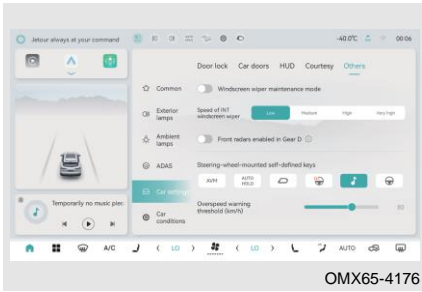 Jetour always at your command
-40.0℃
00:06
Door lock Car doors HUD Courtesy Others
Common
Windscreen wiper maintenance mode
Exterior lamps
Speed of INT windscreen wiper
Low Medium High Very high
Ambient lamps
Front radars enabled in Gear D
ADAS
Steering-wheel-mounted self-defined keys
AVM
AUTO HOLD
Car settings
Overspeed warning threshold (km/h)
80
Car conditions
Temporarily no music piec
A/C
LO
LO
AUTO
OMX65-4176